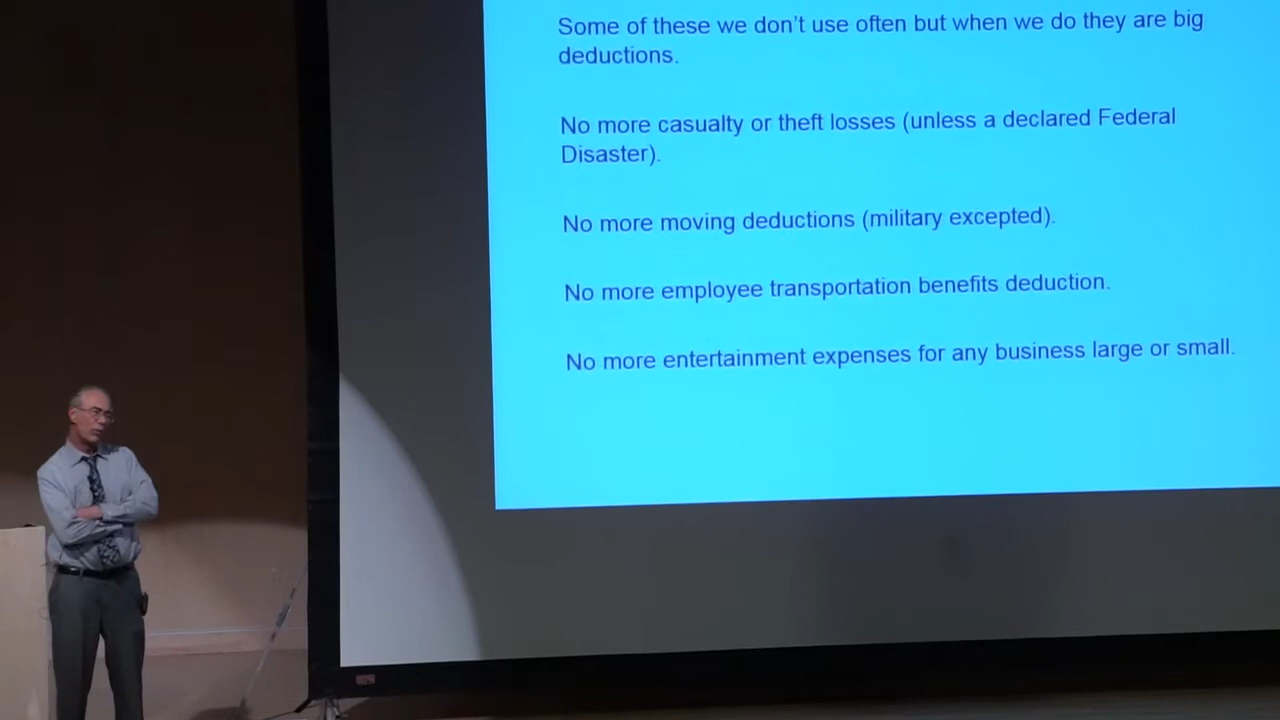 Some of these we don't use often but when we do they are big
deductions.
No more casualty or theft losses (unless a declared Federal
Disaster).
No more moving deductions (military excepted).
No more employee transportation benefits deduction.
No more entertainment expenses for any business large or small.